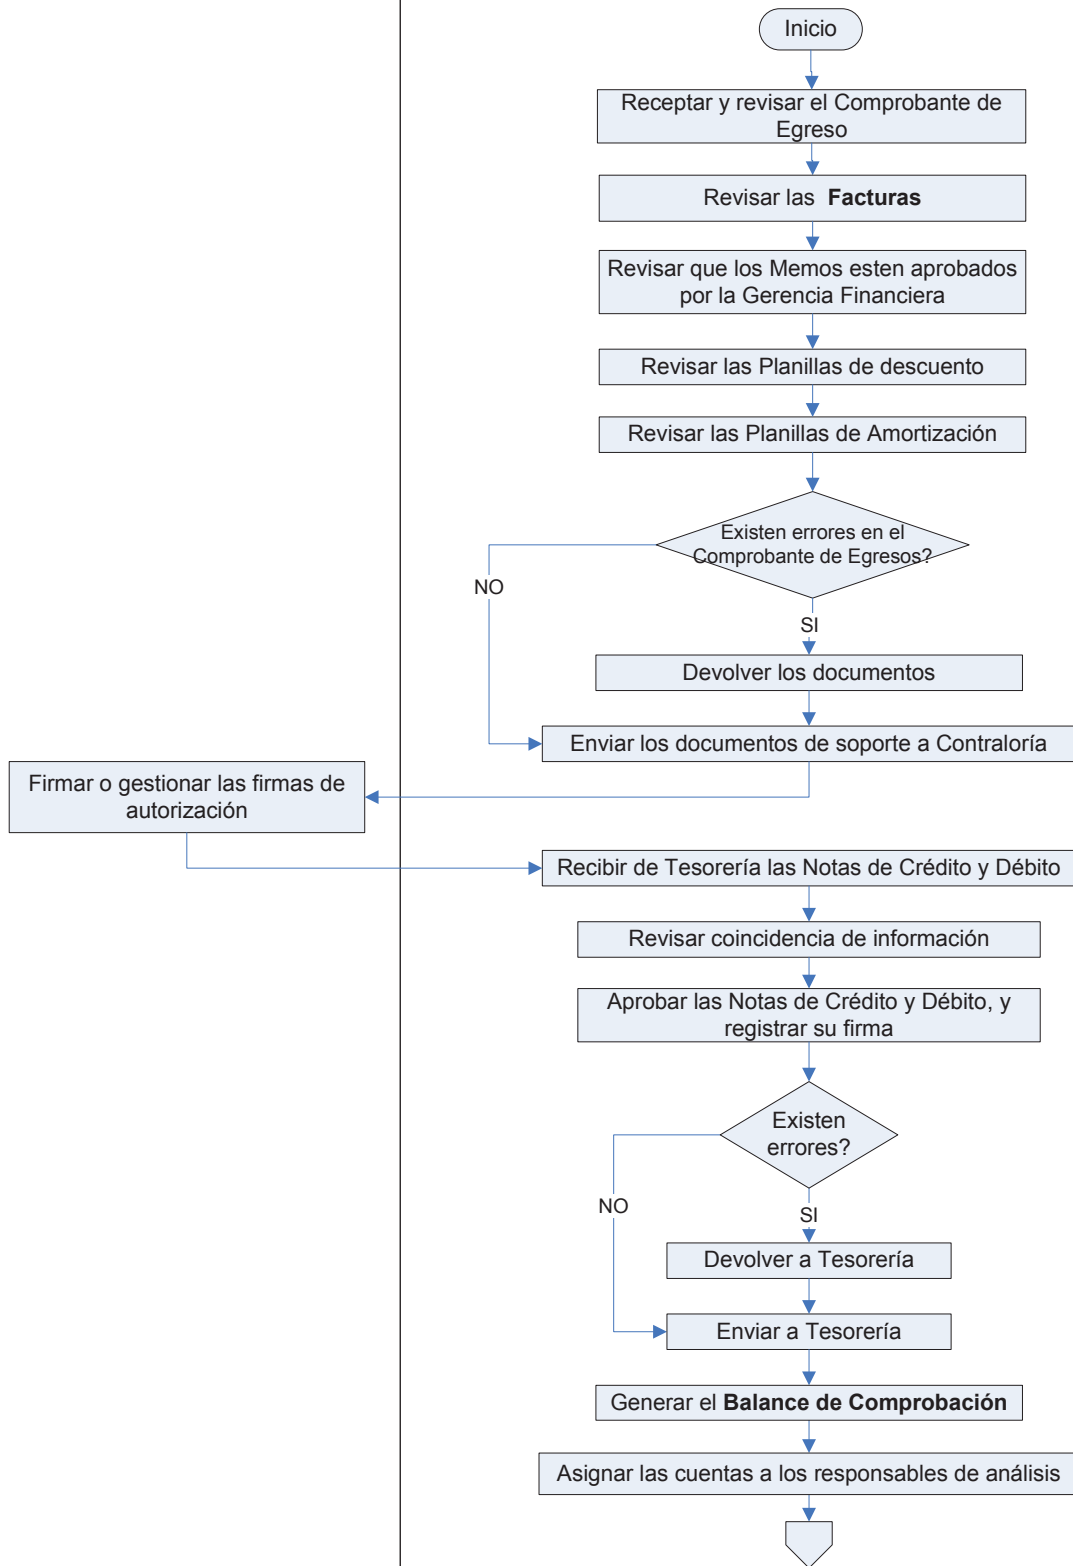 Inicio
Receptar y revisar el Comprobante de
Egreso
Revisar las Facturas
Revisar que los Memos esten aprobados
por la Gerencia Financiera
Revisar las Planillas de descuento
Revisar las Planillas de Amortización
Existen errores en el
Comprobante de Egresos?
NO
SI
Devolver los documentos
Enviar los documentos de soporte a Contraloría
Firmar o gestionar las firmas de
autorización
Recibir de Tesorería las Notas de Crédito y Débito
Revisar coincidencia de información
Aprobar las Notas de Crédito y Débito, y
registrar su firma
Existen
errores?
NO
SI
Devolver a Tesorería
Enviar a Tesorería
Generar el Balance de Comprobación
Asignar las cuentas a los responsables de análisis